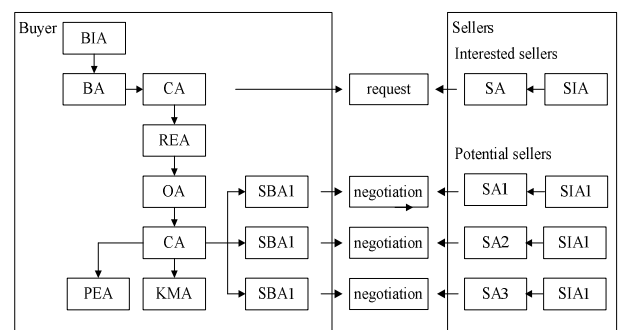 Buyer
Sellers
BIA
Interested sellers
BA
CA
request
SA
SIA
REA
Potential sellers
OA
SBA1
negotiation
SA1
SIA1
CA
SBA1
negotiation
SA2
SIA1
PEA
KMA
SBA1
negotiation
SA3
SIA1